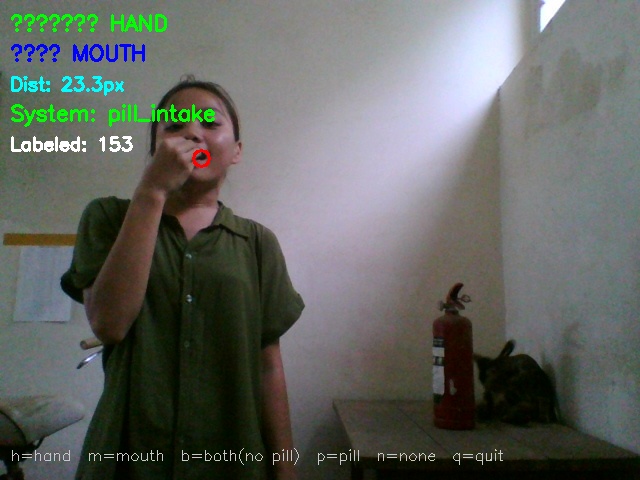 ??????? HAND
???? MOUTH
Dist: 23.3px
System: pill_intake
Labeled: 153
h=hand m=mouth b=both(no pill) p=pill n=none q=quit